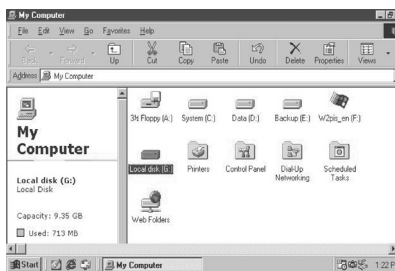 My Computer
File Edit View Go Favorites Help
Back Forward Up Cut Copy Paste Undo Delete Properties Views
Address My Computer
My
Computer
Local disk (G:)
Local Disk
Capacity: 9.35 GB
Used: 713 MB
3½ Floppy (A:) System (C:) Data (D:) Backup (E:) W2pis_en (F:)
Local disk (G:) Printers Control Panel Dial-Up
Networking Scheduled
Tasks
Web Folders
Start My Computer 1:22 P